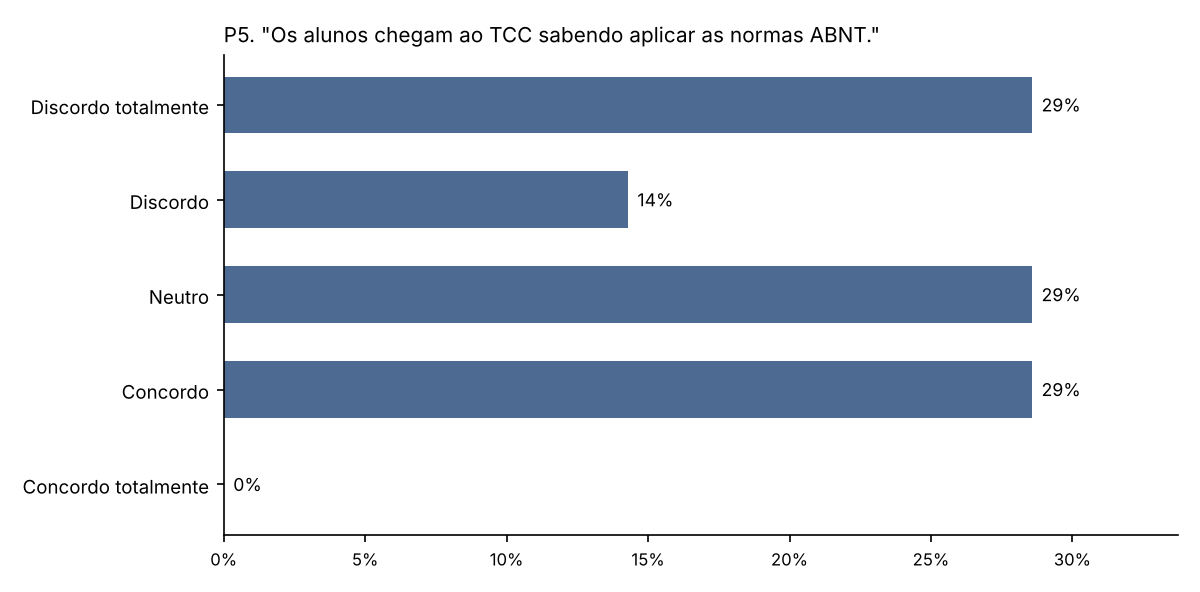 P5. "Os alunos chegam ao TCC sabendo aplicar as normas ABNT."
Discordo totalmente 29%
Discordo 14%
Neutro 29%
Concordo 29%
Concordo totalmente 0%
0% 5% 10% 15% 20% 25% 30%